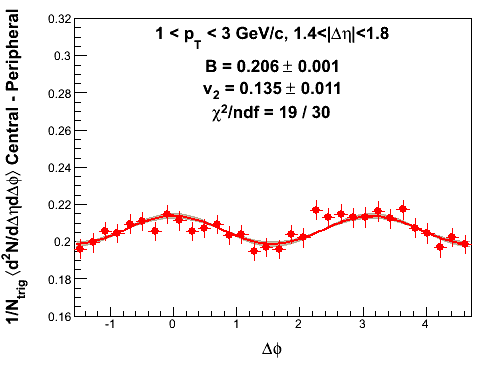 1 < p_T < 3 GeV/c, 1.4<|Δη|<1.8
B = 0.206 ± 0.001
v₂ = 0.135 ± 0.011
χ²/ndf = 19 / 30
1/N_trig ⟨d²N/dΔηdΔϕ⟩ Central - Peripheral
0.32
0.3
0.28
0.26
0.24
0.22
0.2
0.18
0.16
-1 0 1 2 3 4
Δϕ